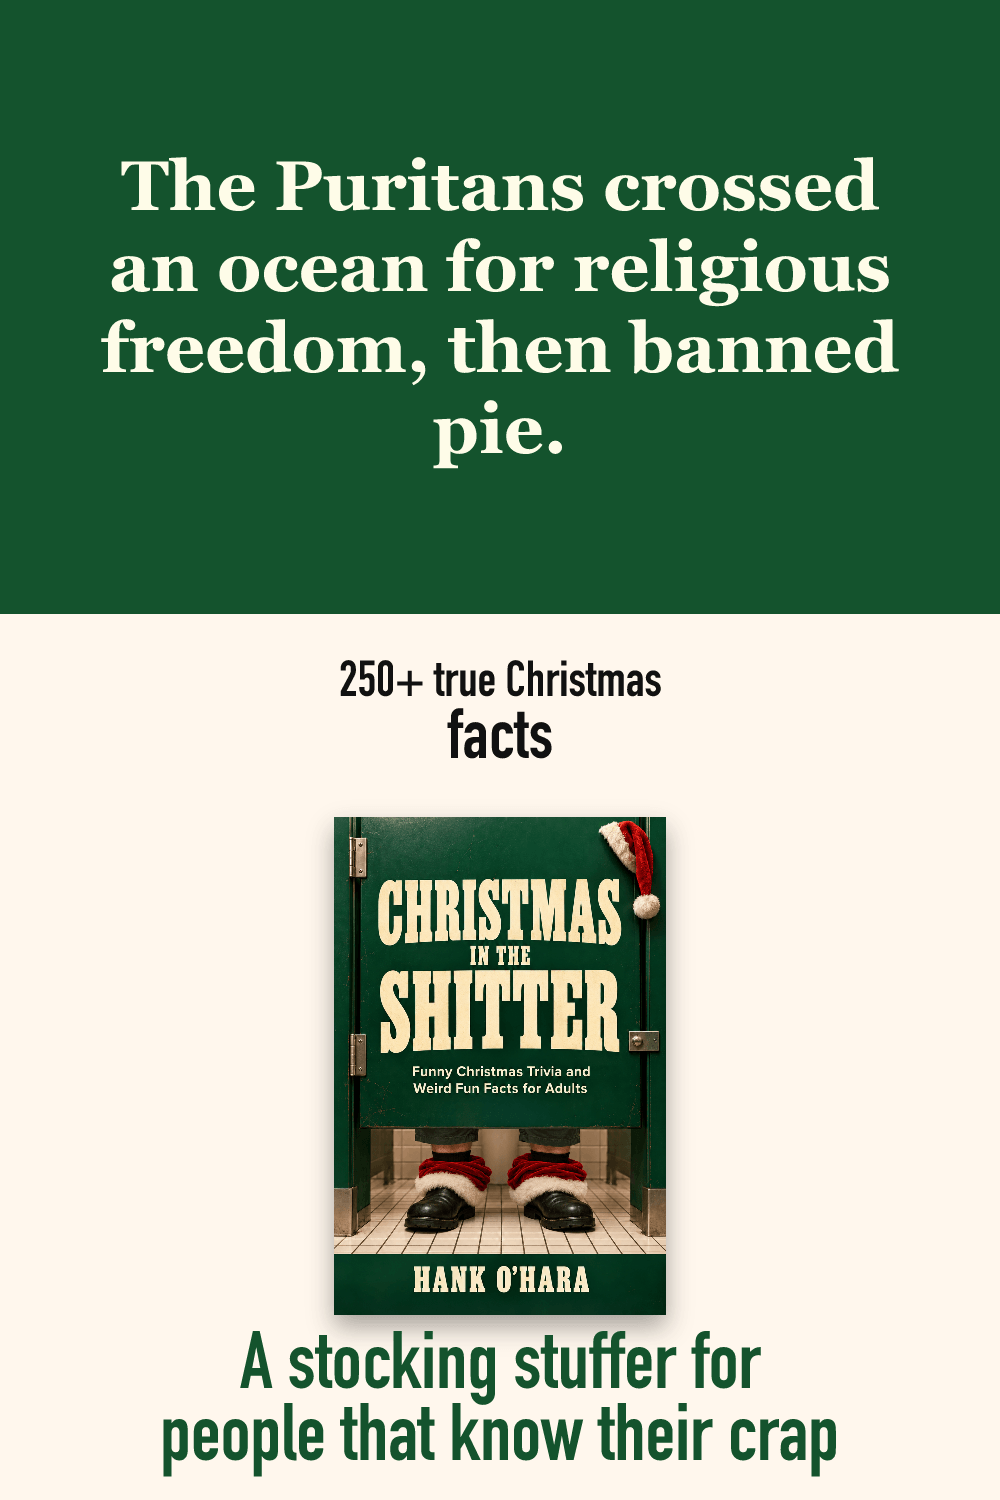 The Puritans crossed
an ocean for religious
freedom, then banned
pie.
250+ true Christmas
facts
CHRISTMAS
IN THE
SHITTER
Funny Christmas Trivia and
Weird Fun Facts for Adults
HANK O'HARA
A stocking stuffer for
people that know their crap